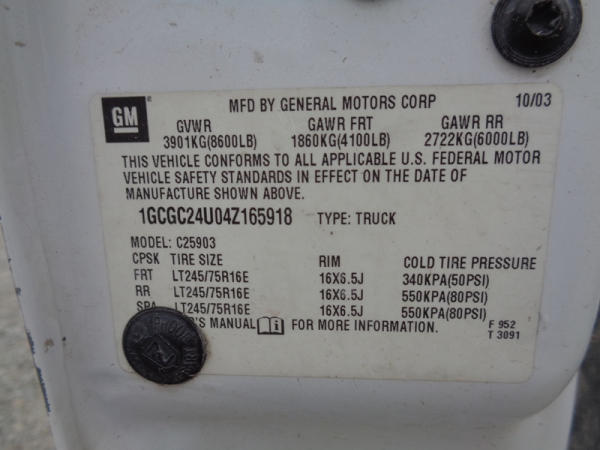 GM
MFD BY GENERAL MOTORS CORP 10/03
GVWR GAWR FRT GAWR RR
3901KG(8600LB) 1860KG(4100LB) 2722KG(6000LB)
THIS VEHICLE CONFORMS TO ALL APPLICABLE U.S. FEDERAL MOTOR
VEHICLE SAFETY STANDARDS IN EFFECT ON THE DATE OF
MANUFACTURE SHOWN ABOVE.
1GCGC24U04Z165918 TYPE: TRUCK
MODEL: C25903
CPSK TIRE SIZE RIM COLD TIRE PRESSURE
FRT LT245/75R16E 16X6.5J 340KPA(50PSI)
RR LT245/75R16E 16X6.5J 550KPA(80PSI)
SPA LT245/75R16E 16X6.5J 550KPA(80PSI)
'S MANUAL FOR MORE INFORMATION.
F 952
T 3091